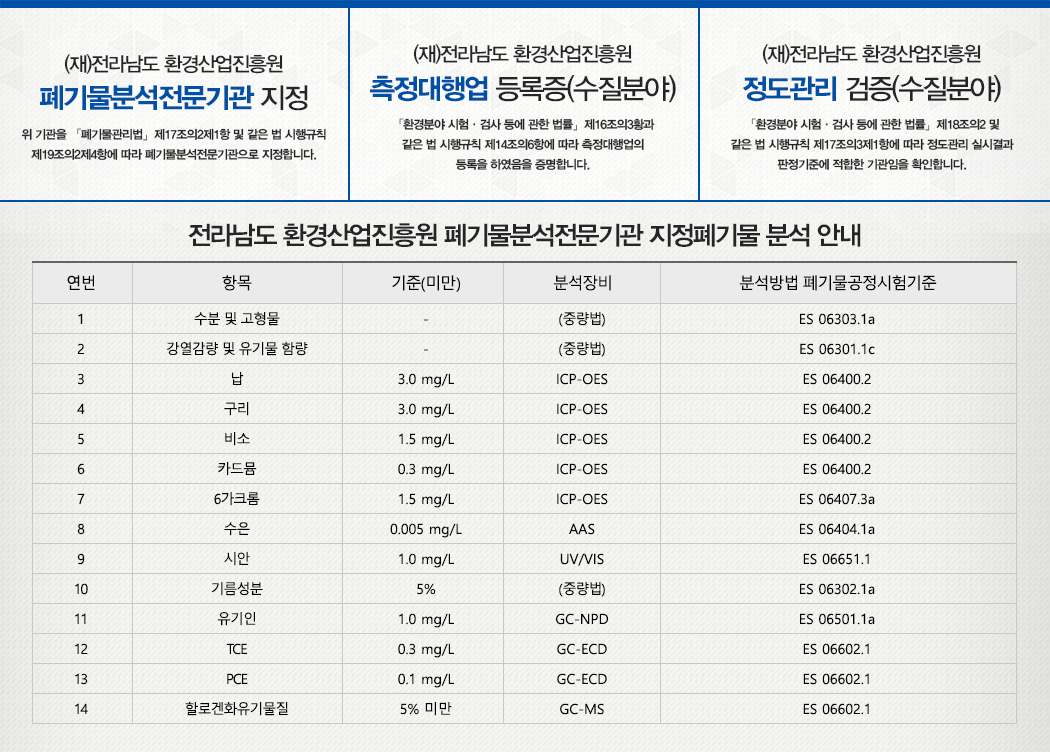 (재)전라남도 환경산업진흥원
폐기물분석전문기관 지정
위 기관을 「폐기물관리법」 제17조의2제1항 및 같은 법 시행규칙
제19조의2제4항에 따라 폐기물분석전문기관으로 지정합니다.
(재)전라남도 환경산업진흥원
측정대행업 등록증(수질분야)
「환경분야 시험 · 검사 등에 관한 법률」 제16조의3황과
같은 법 시행규칙 제14조의6항에 따라 측정대행업의
등록을 하였음을 증명합니다.
(재)전라남도 환경산업진흥원
정도관리 검증(수질분야)
「환경분야 시험 · 검사 등에 관한 법률」 제18조의2 및
같은 법 시행규칙 제17조의3제1항에 따라 정도관리 실시결과
판정기준에 적합한 기관임을 확인합니다.
전라남도 환경산업진흥원 폐기물분석전문기관 지정폐기물 분석 안내
연번 항목 기준(미만) 분석장비 분석방법 폐기물공정시험기준
1 수분 및 고형물 - (중량법) ES 06303.1a
2 강열감량 및 유기물 함량 - (중량법) ES 06301.1c
3 납 3.0 mg/L ICP-OES ES 06400.2
4 구리 3.0 mg/L ICP-OES ES 06400.2
5 비소 1.5 mg/L ICP-OES ES 06400.2
6 카드뮴 0.3 mg/L ICP-OES ES 06400.2
7 6가크롬 1.5 mg/L ICP-OES ES 06407.3a
8 수은 0.005 mg/L AAS ES 06404.1a
9 시안 1.0 mg/L UV/VIS ES 06651.1
10 기름성분 5% (중량법) ES 06302.1a
11 유기인 1.0 mg/L GC-NPD ES 06501.1a
12 TCE 0.3 mg/L GC-ECD ES 06602.1
13 PCE 0.1 mg/L GC-ECD ES 06602.1
14 할로겐화유기물질 5% 미만 GC-MS ES 06602.1